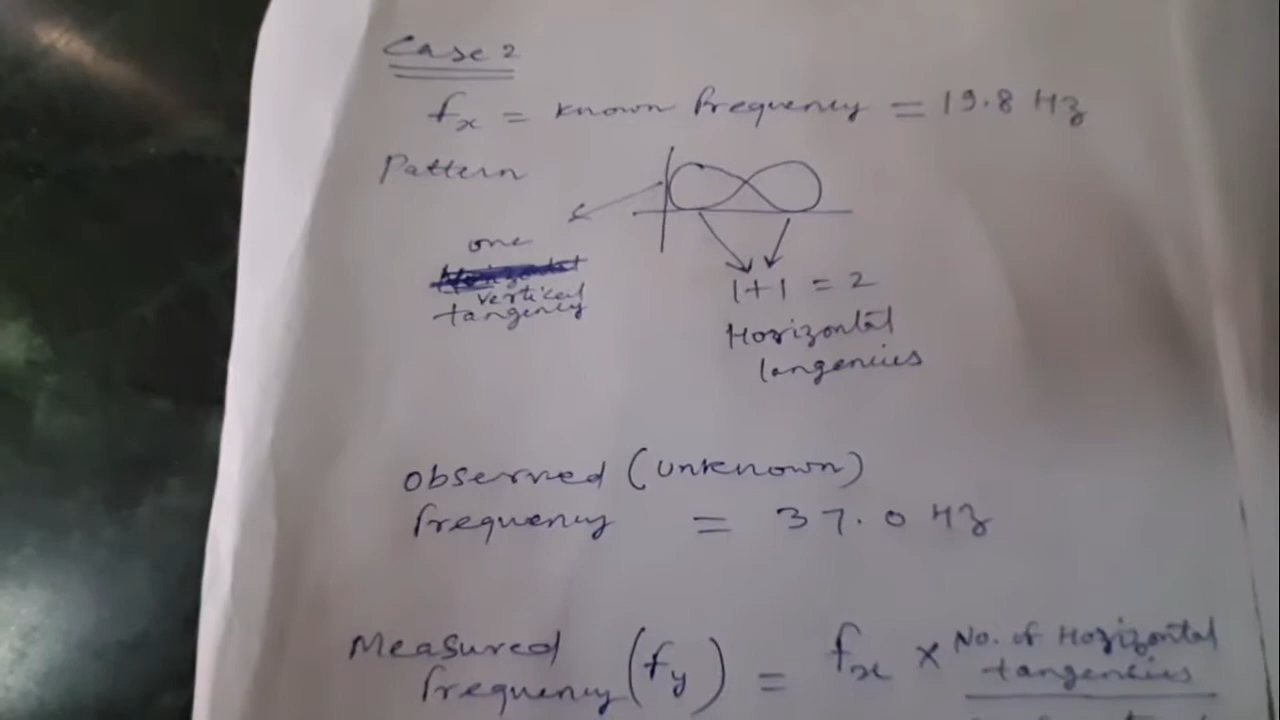 Case 2
fx = known frequency = 19.8 Hz
Pattern
one
vertical
tangency
1+1 = 2
Horizontal
tangencies
Observed (unknown)
frequency = 37.0 Hz
Measured
frequency (fy) = fx × No. of Horizontal
tangencies